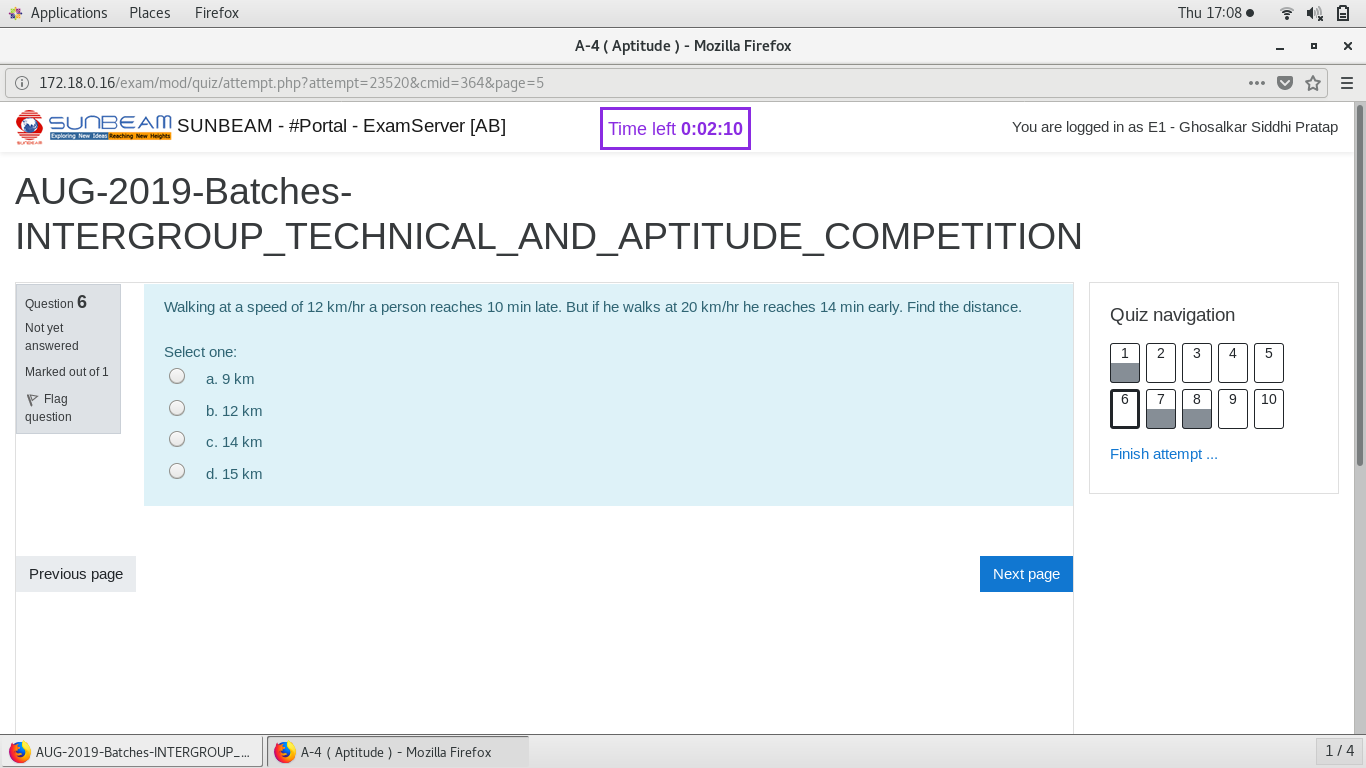 Applications Places Firefox Thu 17:08
A-4 ( Aptitude ) - Mozilla Firefox
172.18.0.16/exam/mod/quiz/attempt.php?attempt=23520&cmid=364&page=5
SUNBEAM
Exploring New Ideas Reaching New Heights
SUNBEAM
SUNBEAM - #Portal - ExamServer [AB]
Time left 0:02:10
You are logged in as E1 - Ghosalkar Siddhi Pratap
AUG-2019-Batches-
INTERGROUP_TECHNICAL_AND_APTITUDE_COMPETITION
Question 6
Not yet
answered
Marked out of 1
Flag
question
Walking at a speed of 12 km/hr a person reaches 10 min late. But if he walks at 20 km/hr he reaches 14 min early. Find the distance.
Select one:
a. 9 km
b. 12 km
c. 14 km
d. 15 km
Previous page
Next page
Quiz navigation
1 2 3 4 5
6 7 8 9 10
Finish attempt ...
AUG-2019-Batches-INTERGROUP_...
A-4 ( Aptitude ) - Mozilla Firefox
1 / 4